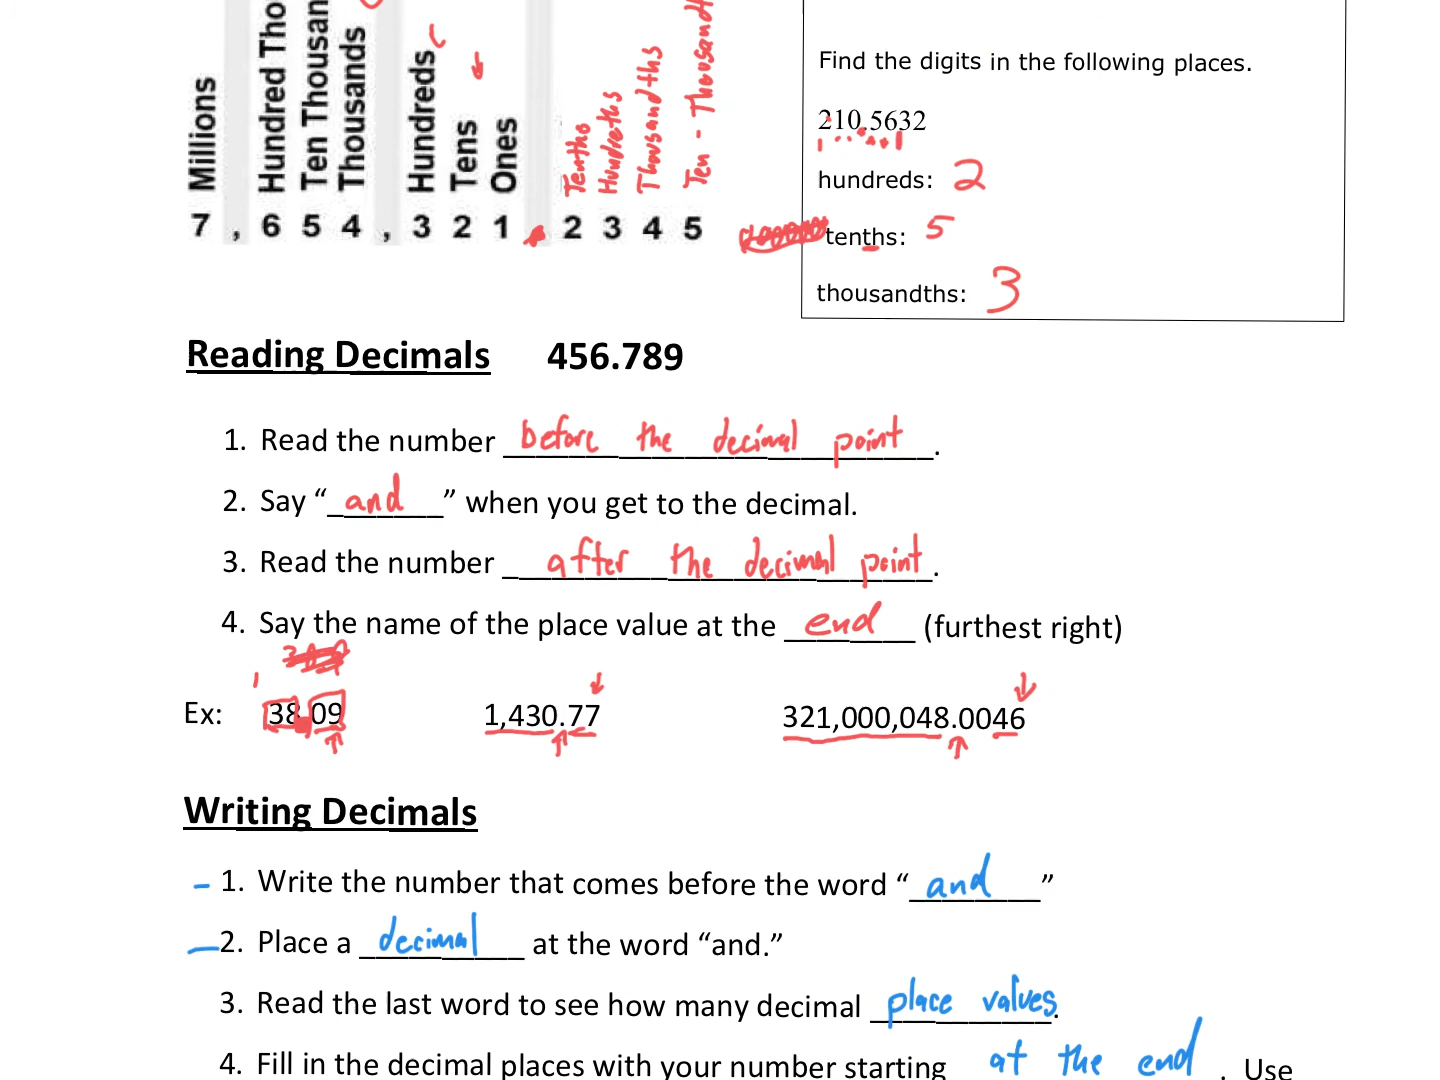 Millions
Hundred Tho
Ten Thousan
Thousands
Hundreds
Tens
Ones
Tenths
Hundreths
Thousandths
Ten - Thousandt
7 , 6 5 4 , 3 2 1 . 2 3 4 5
Find the digits in the following places.
210.5632
hundreds: 2
tenths: 5
thousandths: 3
Reading Decimals 456.789
1. Read the number before the decimal point.
2. Say “and” when you get to the decimal.
3. Read the number after the decimal point.
4. Say the name of the place value at the end (furthest right)
Ex: 38.09 1,430.77 321,000,048.0046
Writing Decimals
- 1. Write the number that comes before the word “and”
- 2. Place a decimal at the word “and.”
3. Read the last word to see how many decimal place values.
4. Fill in the decimal places with your number starting at the end. Use